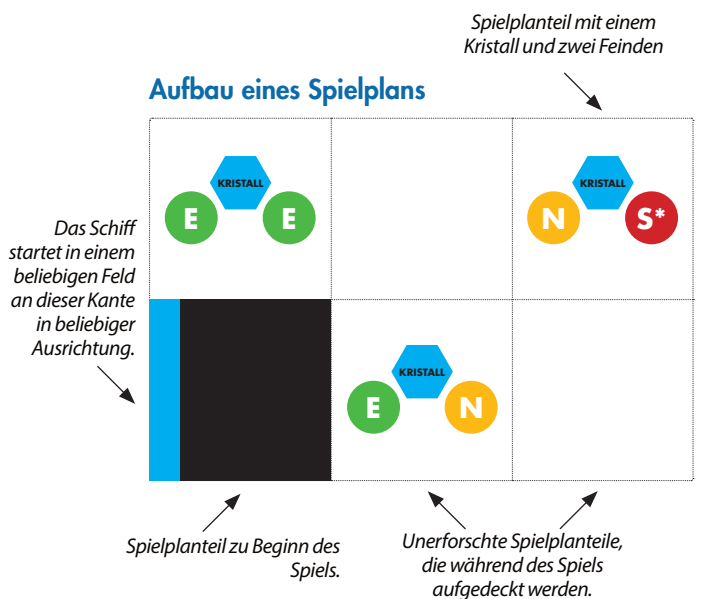 Spielplanteil mit einem
Kristall und zwei Feinden
Aufbau eines Spielplans
KRISTALL
E E
KRISTALL
N S*
Das Schiff
startet in einem
beliebigen Feld
an dieser Kante
in beliebiger
Ausrichtung.
KRISTALL
E N
Spielplanteil zu Beginn des
Spiels.
Unerforschte Spielplanteile,
die während des Spiels
aufgedeckt werden.